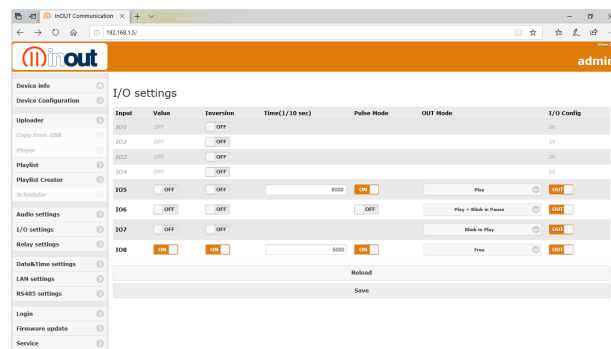 InOUT Communication
192.168.1.5/
inout
admin
Device info
Device Configuration
Uploader
Copy from USB
Player
Playlist
Playlist Creator
Scheduler
Audio settings
I/O settings
Relay settings
Date&Time settings
LAN settings
RS485 settings
Login
Firmware update
Service
I/O settings
Input Value Inversion Time(1/10 sec) Pulse Mode OUT Mode I/O Config
IO1 OFF OFF IN
IO2 OFF OFF IN
IO3 OFF OFF IN
IO4 OFF OFF IN
IO5 OFF OFF 8000 ON Play OUT
IO6 OFF OFF OFF Play + Blink in Pause OUT
IO7 OFF OFF Blink in Play OUT
IO8 ON ON 5000 ON Free OUT
Reload
Save